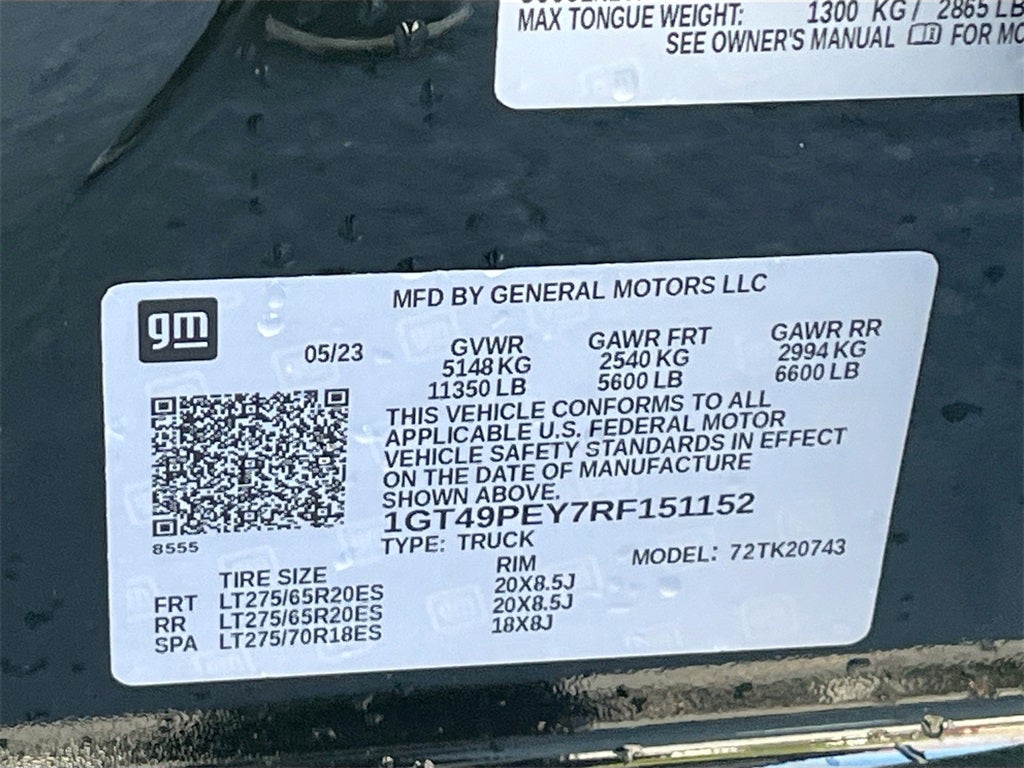 MAX TONGUE WEIGHT: 1300 KG/ 2865 LB
SEE OWNER'S MANUAL FOR
gm
MFD BY GENERAL MOTORS LLC
05/23
GVWR
5148 KG
11350 LB
GAWR FRT
2540 KG
5600 LB
GAWR RR
2994 KG
6600 LB
THIS VEHICLE CONFORMS TO ALL
APPLICABLE U.S. FEDERAL MOTOR
VEHICLE SAFETY STANDARDS IN EFFECT
ON THE DATE OF MANUFACTURE
SHOWN ABOVE.
1GT49PEY7RF151152
8555
TYPE: TRUCK
MODEL: 72TK20743
TIRE SIZE RIM
FRT LT275/65R20ES 20X8.5J
RR LT275/65R20ES 20X8.5J
SPA LT275/70R18ES 18X8J